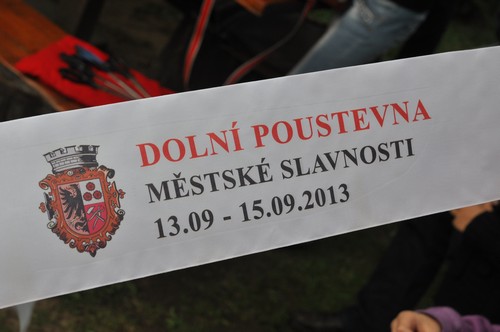 DOLNÍ POUSTEVNA
MĚSTSKÉ SLAVNOSTI
13.09 - 15.09.2013